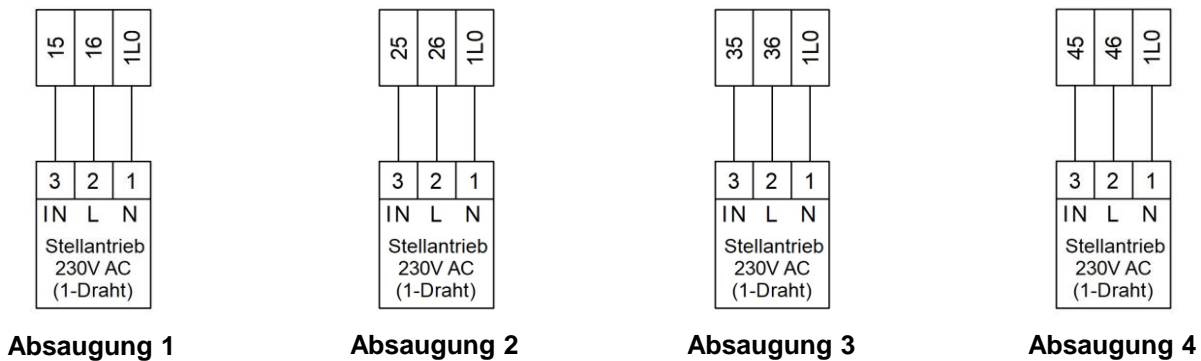 15 16 1L0
3 2 1
IN L N
Stellantrieb
230V AC
(1-Draht)
Absaugung 1
25 26 1L0
3 2 1
IN L N
Stellantrieb
230V AC
(1-Draht)
Absaugung 2
35 36 1L0
3 2 1
IN L N
Stellantrieb
230V AC
(1-Draht)
Absaugung 3
45 46 1L0
3 2 1
IN L N
Stellantrieb
230V AC
(1-Draht)
Absaugung 4